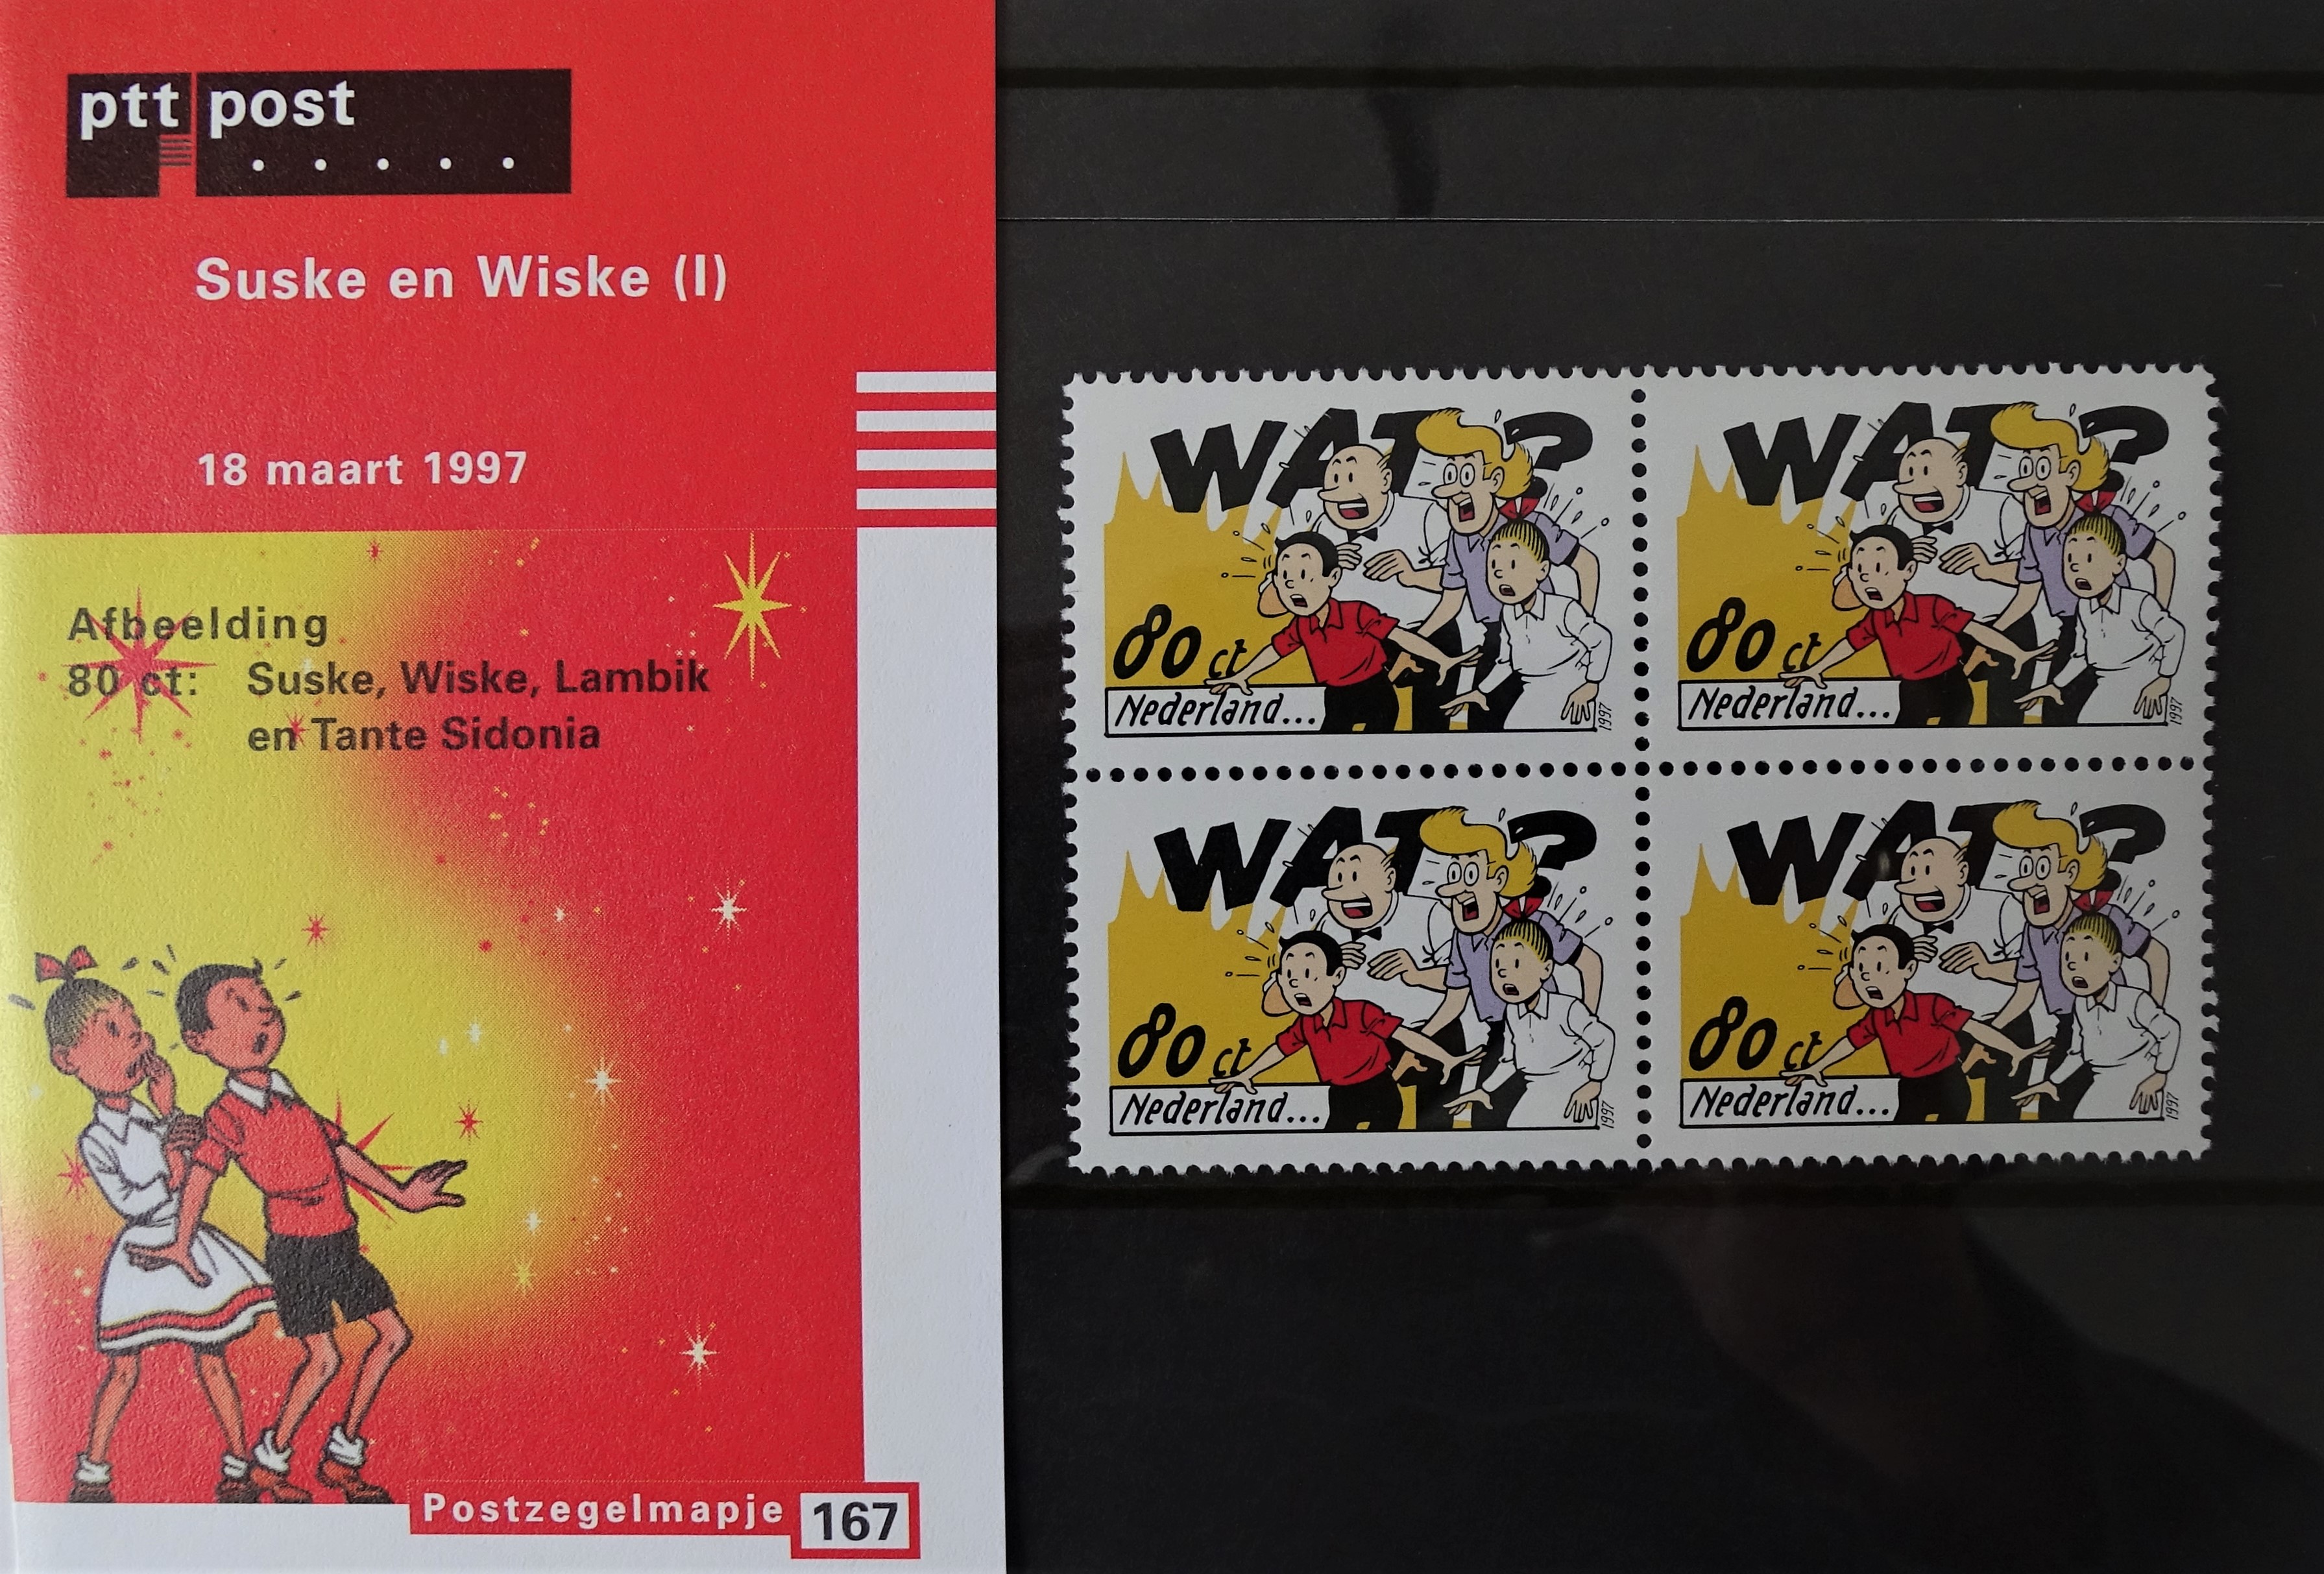 ptt post
Suske en Wiske (I)
18 maart 1997
Afbeelding
80 ct: Suske, Wiske, Lambik
en Tante Sidonia
Postzegelmapje 167
WAT?
80 ct
Nederland...
1997
WAT?
80 ct
Nederland...
1997
WAT?
80 ct
Nederland...
1997
WAT?
80 ct
Nederland...
1997